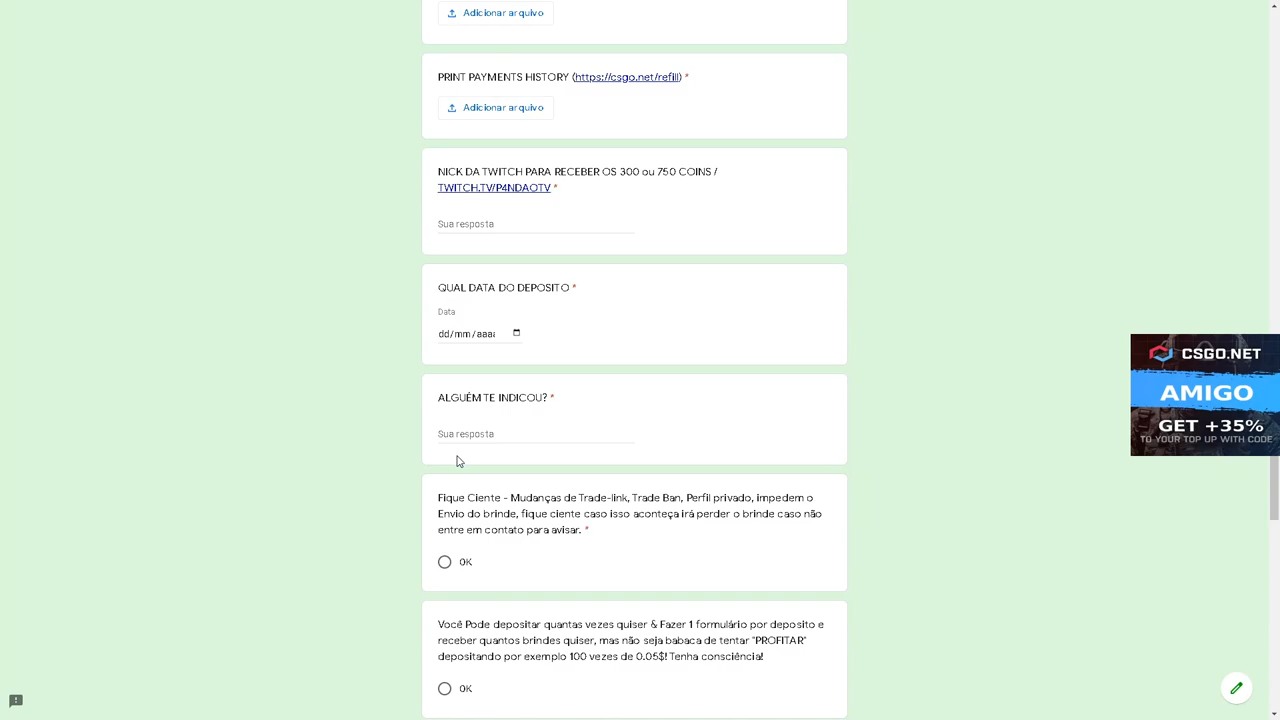 Adicionar arquivo
PRINT PAYMENTS HISTORY (https://csgo.net/refill) *
Adicionar arquivo
NICK DA TWITCH PARA RECEBER OS 300 ou 750 COINS /
TWITCH.TV/P4NDAOTV *
Sua resposta
QUAL DATA DO DEPOSITO *
Data
dd/mm/aaaa
ALGUÉM TE INDICOU? *
Sua resposta
Fique Ciente - Mudanças de Trade-link, Trade Ban, Perfil privado, impedem o
Envio do brinde, fique ciente caso isso aconteça irá perder o brinde caso não
entre em contato para avisar. *
OK
Você Pode depositar quantas vezes quiser & Fazer 1 formulário por deposito e
receber quantos brindes quiser, mas não seja babaca de tentar "PROFITAR"
depositando por exemplo 100 vezes de 0.05$! Tenha consciência!
OK
CSGO.NET
AMIGO
GET +35%
TO YOUR TOP UP WITH CODE